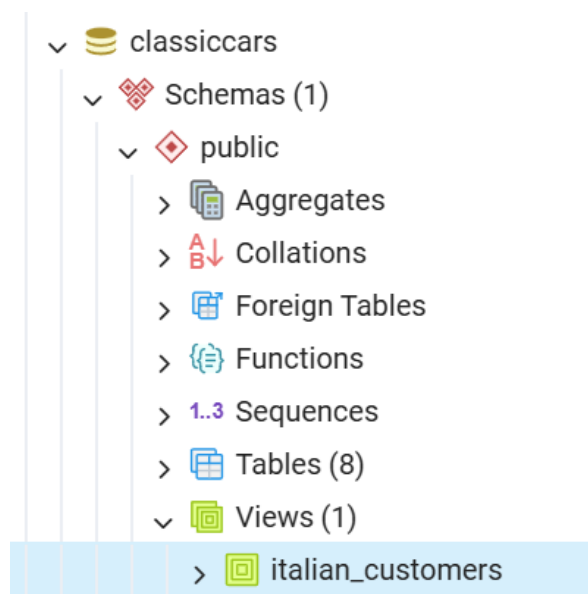 classiccars
Schemas (1)
public
Aggregates
A
B
Collations
Foreign Tables
Functions
1..3 Sequences
Tables (8)
Views (1)
italian_customers